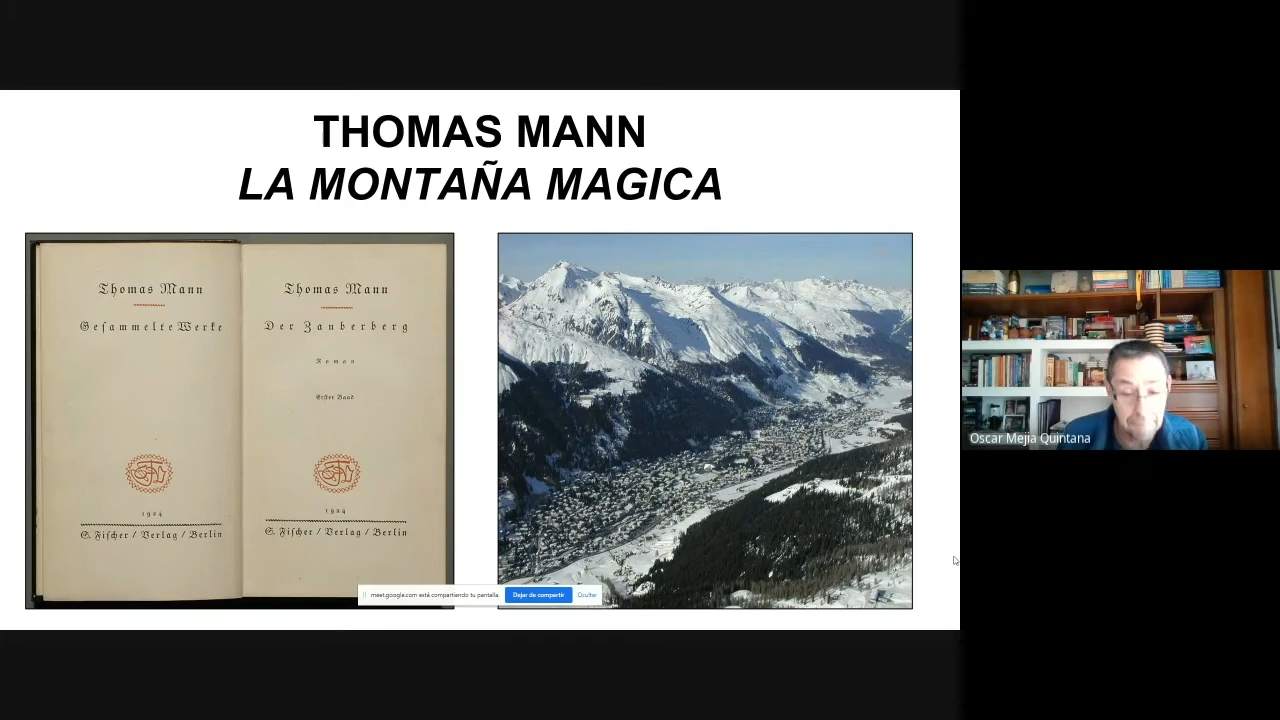 THOMAS MANN
LA MONTAÑA MAGICA
Thomas Mann
Gesammelte Werke
1924
S. Fischer / Verlag / Berlin
Thomas Mann
Der Zauberberg
Roman
Erster Band
1924
S. Fischer / Verlag / Berlin
meet.google.com está compartiendo tu pantalla.
Dejar de compartir
Ocultar
Oscar Mejia Quintana